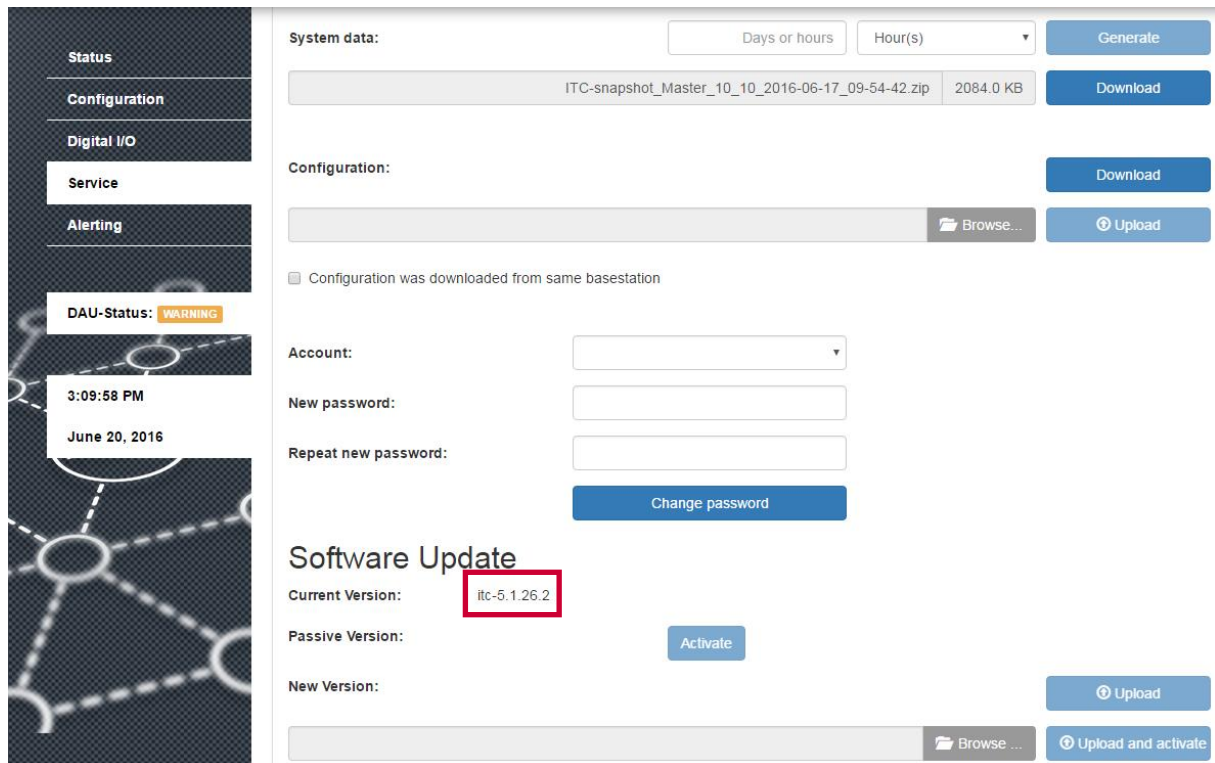 Status
Configuration
Digital I/O
Service
Alerting
DAU-Status: WARNING
3:09:58 PM
June 20, 2016
System data: Days or hours Hour(s) Generate
ITC-snapshot_Master_10_10_2016-06-17_09-54-42.zip 2084.0 KB Download
Configuration: Download
Browse... Upload
Configuration was downloaded from same basestation
Account:
New password:
Repeat new password:
Change password
Software Update
Current Version: itc-5.1.26.2
Passive Version: Activate
New Version: Upload
Browse ... Upload and activate